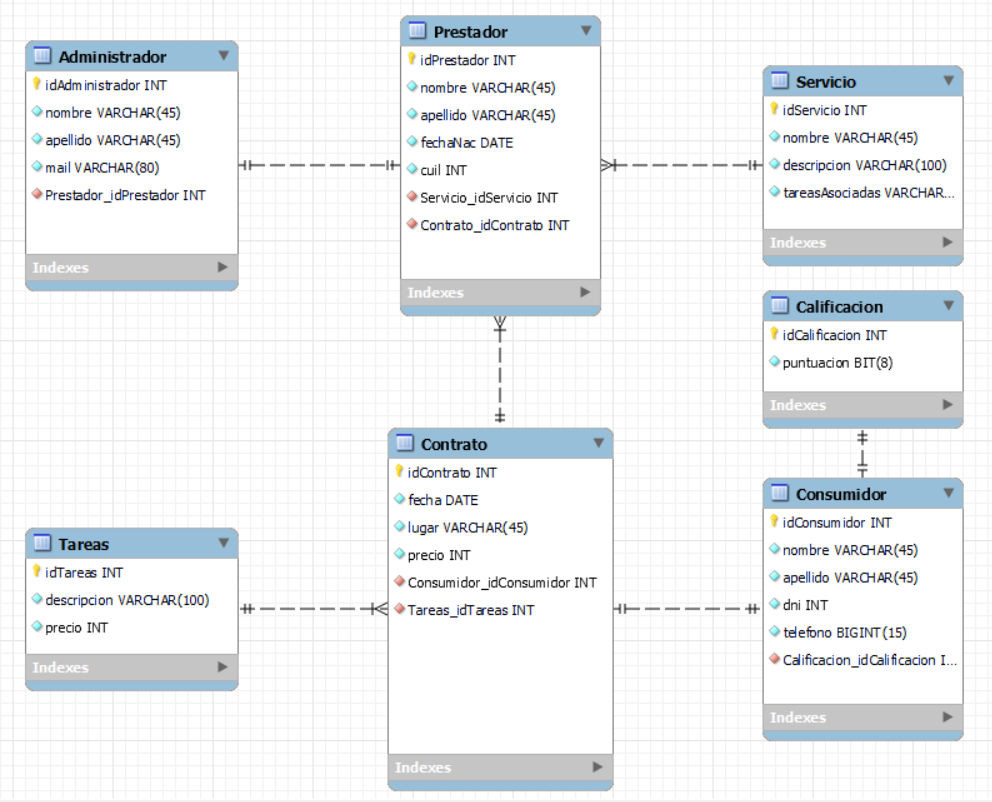 Administrador
idAdministrador INT
nombre VARCHAR(45)
apellido VARCHAR(45)
mail VARCHAR(80)
Prestador_idPrestador INT
Indexes
Prestador
idPrestador INT
nombre VARCHAR(45)
apellido VARCHAR(45)
fechaNac DATE
cuil INT
Servicio_idServicio INT
Contrato_idContrato INT
Indexes
Servicio
idServicio INT
nombre VARCHAR(45)
descripcion VARCHAR(100)
tareasAsociadas VARCHAR...
Indexes
Calificacion
idCalificacion INT
puntuacion BIT(8)
Indexes
Tareas
idTareas INT
descripcion VARCHAR(100)
precio INT
Indexes
Contrato
idContrato INT
fecha DATE
lugar VARCHAR(45)
precio INT
Consumidor_idConsumidor INT
Tareas_idTareas INT
Indexes
Consumidor
idConsumidor INT
nombre VARCHAR(45)
apellido VARCHAR(45)
dni INT
telefono BIGINT(15)
Calificacion_idCalificacion I...
Indexes